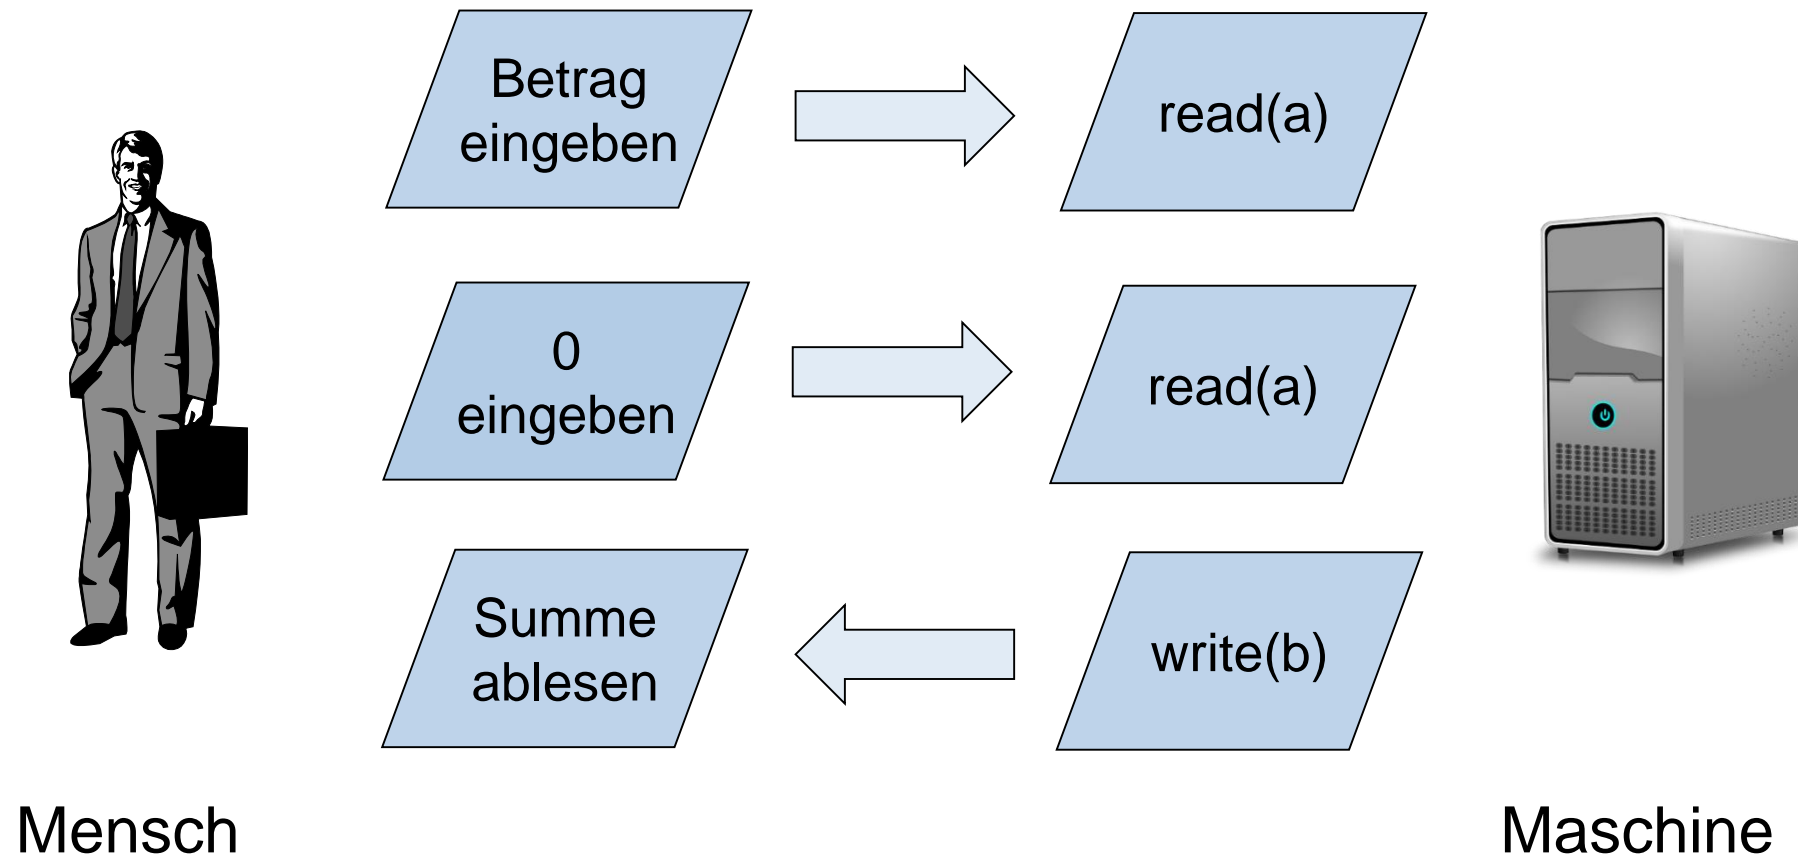 Betrag
eingeben
read(a)
0
eingeben
read(a)
Summe
ablesen
write(b)
Mensch
Maschine